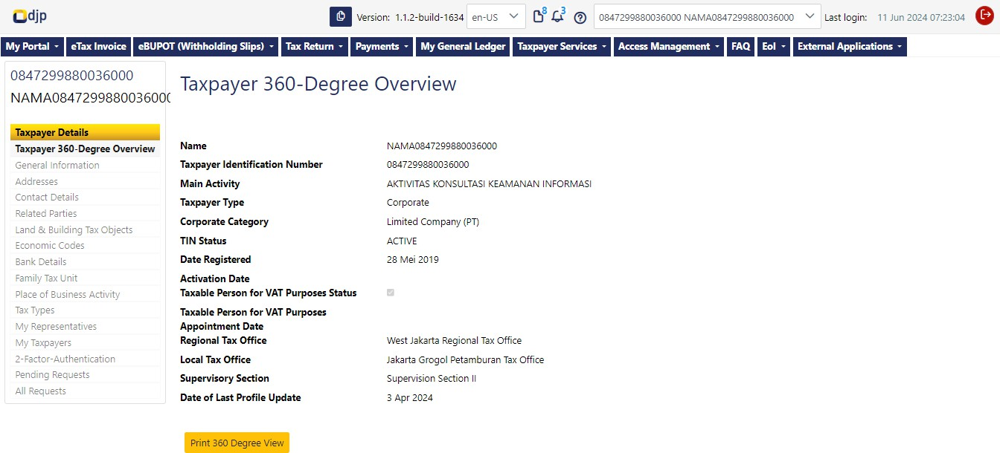 djp
Version: 1.1.2-build-1634
en-US
8
3
0847299880036000 NAMA0847299880036000
Last login: 11 Jun 2024 07:23:04
My Portal
eTax Invoice
eBUPOT (Withholding Slips)
Tax Return
Payments
My General Ledger
Taxpayer Services
Access Management
FAQ
EoI
External Applications
0847299880036000
NAMA0847299880036000
Taxpayer Details
Taxpayer 360-Degree Overview
General Information
Addresses
Contact Details
Related Parties
Land & Building Tax Objects
Economic Codes
Bank Details
Family Tax Unit
Place of Business Activity
Tax Types
My Representatives
My Taxpayers
2-Factor-Authentication
Pending Requests
All Requests
Taxpayer 360-Degree Overview
Name NAMA0847299880036000
Taxpayer Identification Number 0847299880036000
Main Activity AKTIVITAS KONSULTASI KEAMANAN INFORMASI
Taxpayer Type Corporate
Corporate Category Limited Company (PT)
TIN Status ACTIVE
Date Registered 28 Mei 2019
Activation Date
Taxable Person for VAT Purposes Status
Taxable Person for VAT Purposes
Appointment Date
Regional Tax Office West Jakarta Regional Tax Office
Local Tax Office Jakarta Grogol Petamburan Tax Office
Supervisory Section Supervision Section II
Date of Last Profile Update 3 Apr 2024
Print 360 Degree View